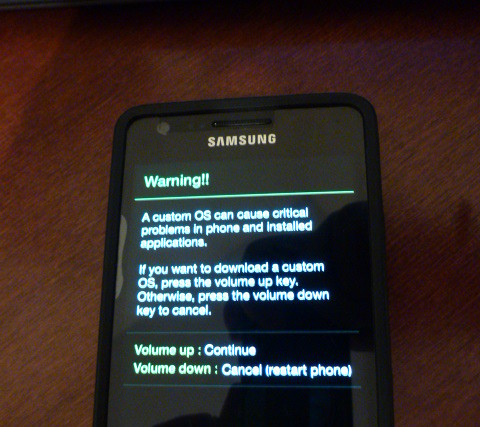 SAMSUNG
Warning!!
A custom OS can cause critical
problems in phone and installed
applications.
If you want to download a custom
OS, press the volume up key.
Otherwise, press the volume down
key to cancel.
Volume up : Continue
Volume down : Cancel (restart phone)